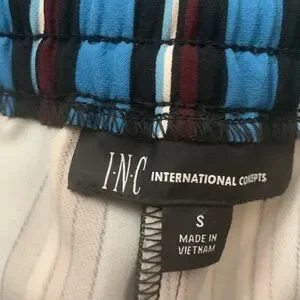 I·N·C INTERNATIONAL CONCEPTS
S
MADE IN
VIETNAM